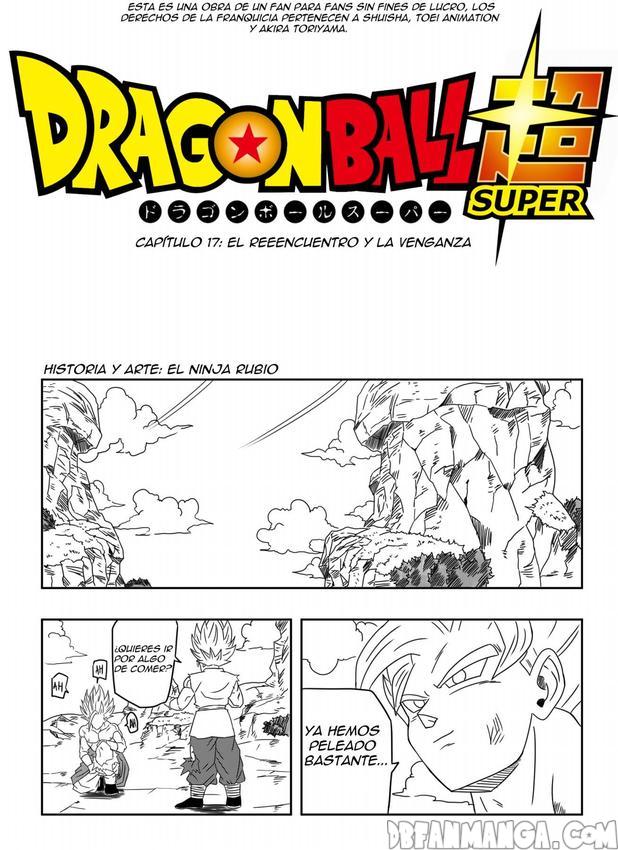 ESTA ES UNA OBRA DE UN FAN PARA FANS SIN FINES DE LUCRO, LOS
DERECHOS DE LA FRANQUICIA PERTENECEN A SHUISHA, TOEI ANIMATION
Y AKIRA TORIYAMA.
DRAGON BALL 超
ドラゴンボールスーパー
SUPER
CAPÍTULO 17: EL REEENCUENTRO Y LA VENGANZA
HISTORIA Y ARTE: EL NINJA RUBIO
¿QUIERES IR
POR ALGO
DE COMER?
AH
AH
AH
YA HEMOS
PELEADO
BASTANTE...
DBFANMANGA.COM